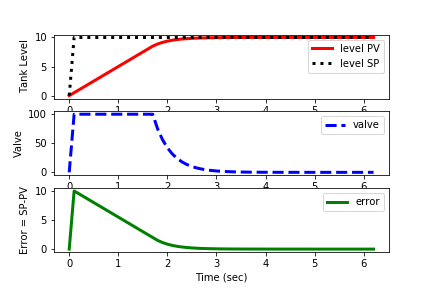 Tank Level
10
5
0
level PV
level SP
0 1 2 3 4 5 6
Valve
100
50
0
valve
0 1 2 3 4 5 6
Error = SP-PV
10
5
0
error
0 1 2 3 4 5 6
Time (sec)